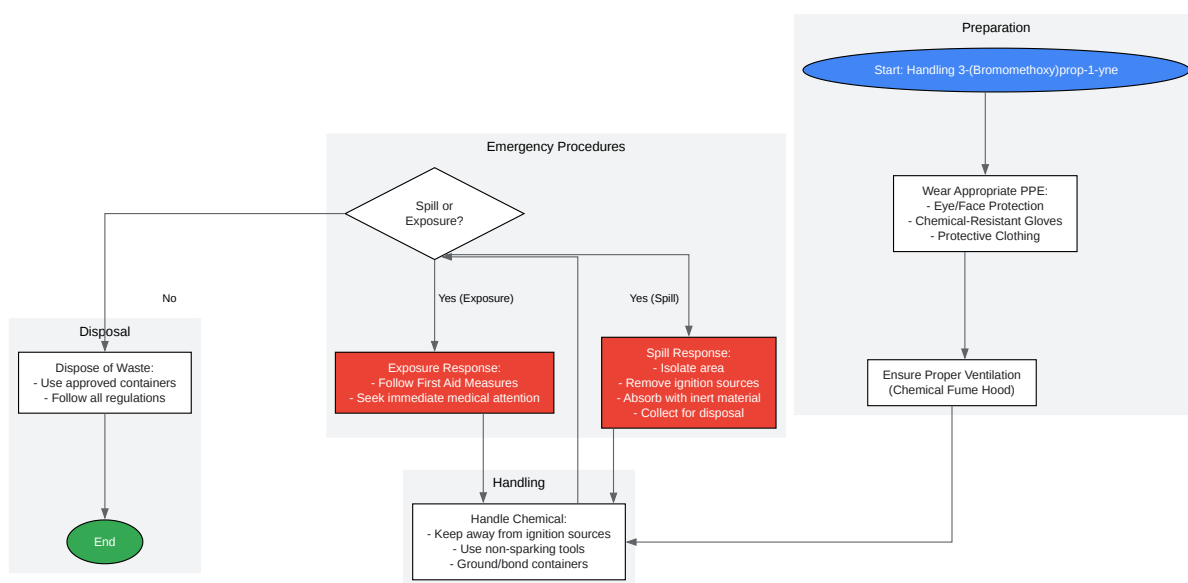 Preparation
Start: Handling 3-(Bromomethoxy)prop-1-yne
Wear Appropriate PPE:
- Eye/Face Protection
- Chemical-Resistant Gloves
- Protective Clothing
Ensure Proper Ventilation
(Chemical Fume Hood)
Emergency Procedures
Spill or
Exposure?
No
Yes (Exposure)
Yes (Spill)
Exposure Response:
- Follow First Aid Measures
- Seek immediate medical attention
Spill Response:
- Isolate area
- Remove ignition sources
- Absorb with inert material
- Collect for disposal
Handling
Handle Chemical:
- Keep away from ignition sources
- Use non-sparking tools
- Ground/bond containers
Disposal
Dispose of Waste:
- Use approved containers
- Follow all regulations
End